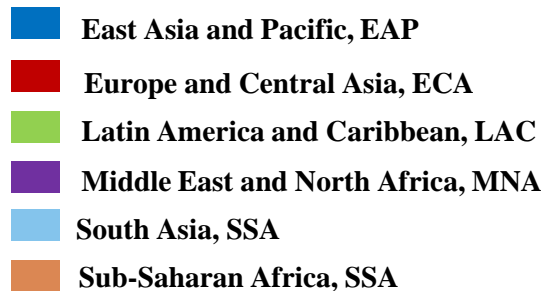 East Asia and Pacific, EAP
Europe and Central Asia, ECA
Latin America and Caribbean, LAC
Middle East and North Africa, MNA
South Asia, SSA
Sub-Saharan Africa, SSA